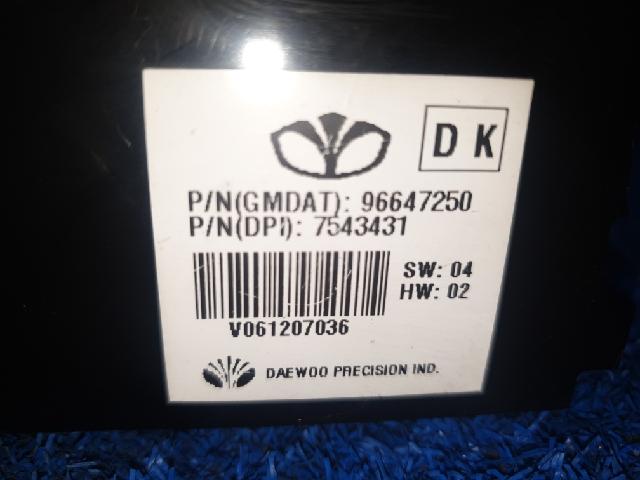 D K
P/N(GMDAT): 96647250
P/N(DPI): 7543431
SW: 04
HW: 02
V061207036
DAEWOO PRECISION IND.